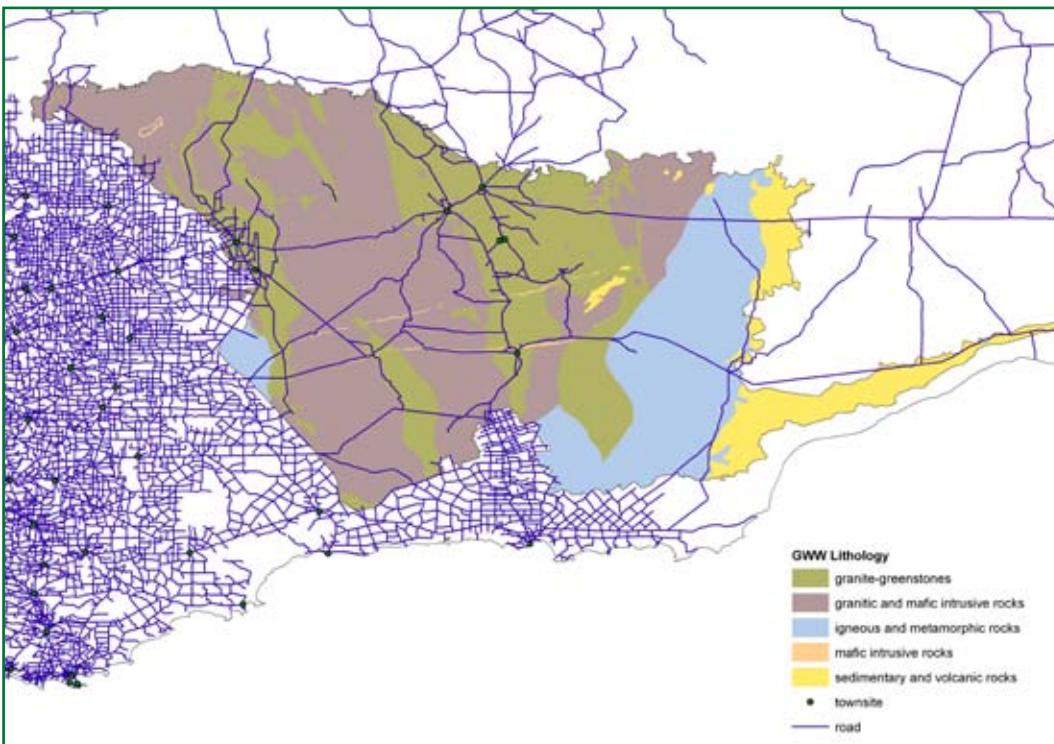 GWW Lithology
granite-greenstones
granitic and mafic intrusive rocks
igneous and metamorphic rocks
mafic intrusive rocks
sedimentary and volcanic rocks
townsite
road